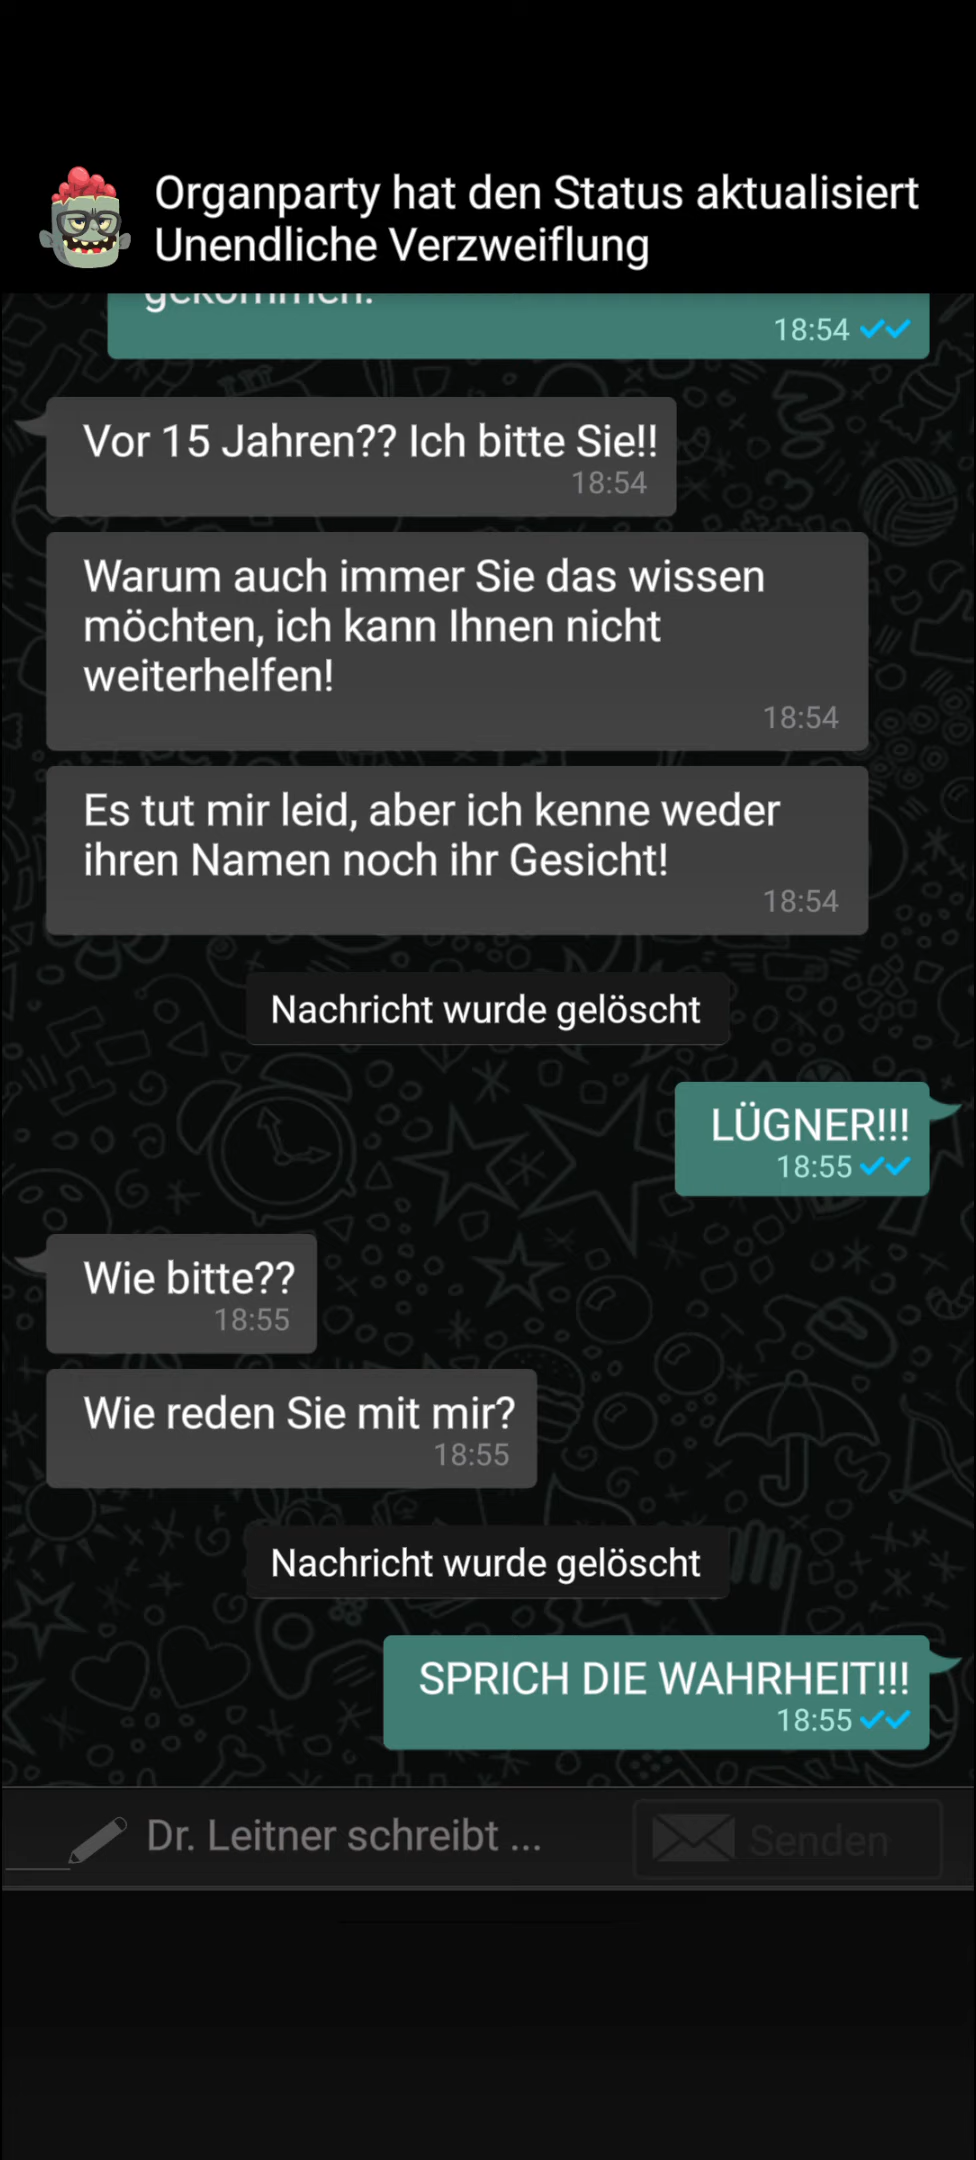 Organparty hat den Status aktualisiert
Unendliche Verzweiflung
gekommen.
18:54
Vor 15 Jahren?? Ich bitte Sie!!
18:54
Warum auch immer Sie das wissen
möchten, ich kann Ihnen nicht
weiterhelfen!
18:54
Es tut mir leid, aber ich kenne weder
ihren Namen noch ihr Gesicht!
18:54
Nachricht wurde gelöscht
LÜGNER!!!
18:55
Wie bitte??
18:55
Wie reden Sie mit mir?
18:55
Nachricht wurde gelöscht
SPRICH DIE WAHRHEIT!!!
18:55
Dr. Leitner schreibt ...
Senden